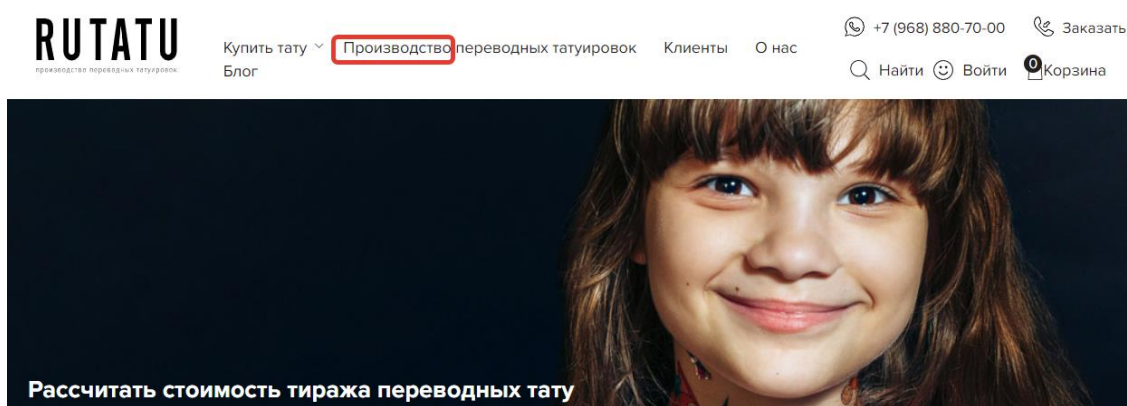 RUTATU
производства переводных татуировок
Купить тату Производство переводных татуировок Клиенты О нас
Блог
+7 (968) 880-70-00 Заказать
Найти Войти 0 Корзина
Рассчитать стоимость тиража переводных тату